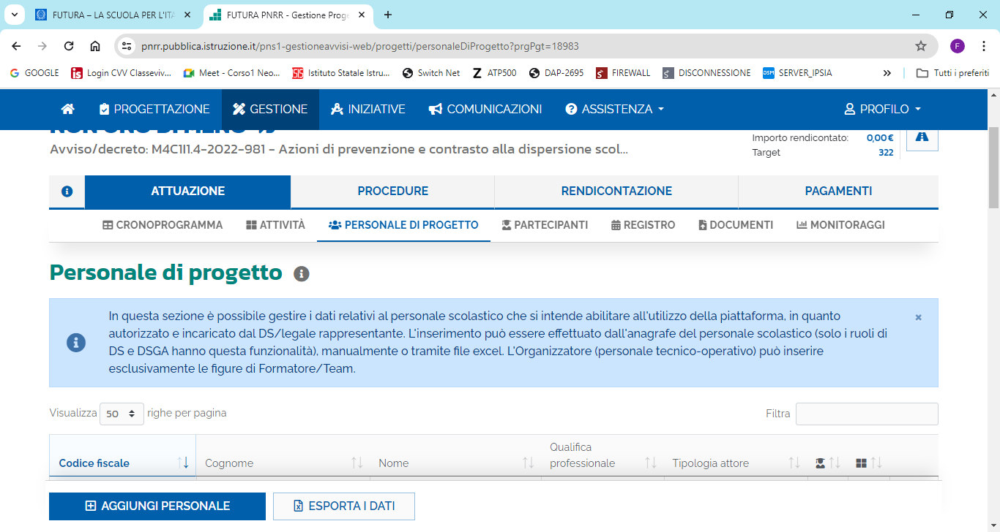 FUTURA – LA SCUOLA PER L'ITA
FUTURA PNRR - Gestione Proge
pnrr.pubblica.istruzione.it/pns1-gestioneavvisi-web/progetti/personaleDiProgetto?prgPgt=18983
F
GOOGLE
Login CVV Classeviv...
Meet - Corso1 Neo...
Istituto Statale Istru...
Switch Net
ATP500
DAP-2695
FIREWALL
DISCONNESSIONE
SERVER_IPSIA
Tutti i preferiti
PROGETTAZIONE
GESTIONE
INIZIATIVE
COMUNICAZIONI
ASSISTENZA
PROFILO
Avviso/decreto: M4C1I1.4-2022-981 - Azioni di prevenzione e contrasto alla dispersione scol...
Importo rendicontato: 0,00 €
Target 322
ATTUAZIONE
PROCEDURE
RENDICONTAZIONE
PAGAMENTI
CRONOPROGRAMMA
ATTIVITÀ
PERSONALE DI PROGETTO
PARTECIPANTI
REGISTRO
DOCUMENTI
MONITORAGGI
Personale di progetto
In questa sezione è possibile gestire i dati relativi al personale scolastico che si intende abilitare all'utilizzo della piattaforma, in quanto
autorizzato e incaricato dal DS/legale rappresentante. L'inserimento può essere effettuato dall'anagrafe del personale scolastico (solo i ruoli di
DS e DSGA hanno questa funzionalità), manualmente o tramite file excel. L'Organizzatore (personale tecnico-operativo) può inserire
esclusivamente le figure di Formatore/Team.
Visualizza 50 righe per pagina
Filtra
Codice fiscale
Cognome
Nome
Qualifica
professionale
Tipologia attore
AGGIUNGI PERSONALE
ESPORTA I DATI